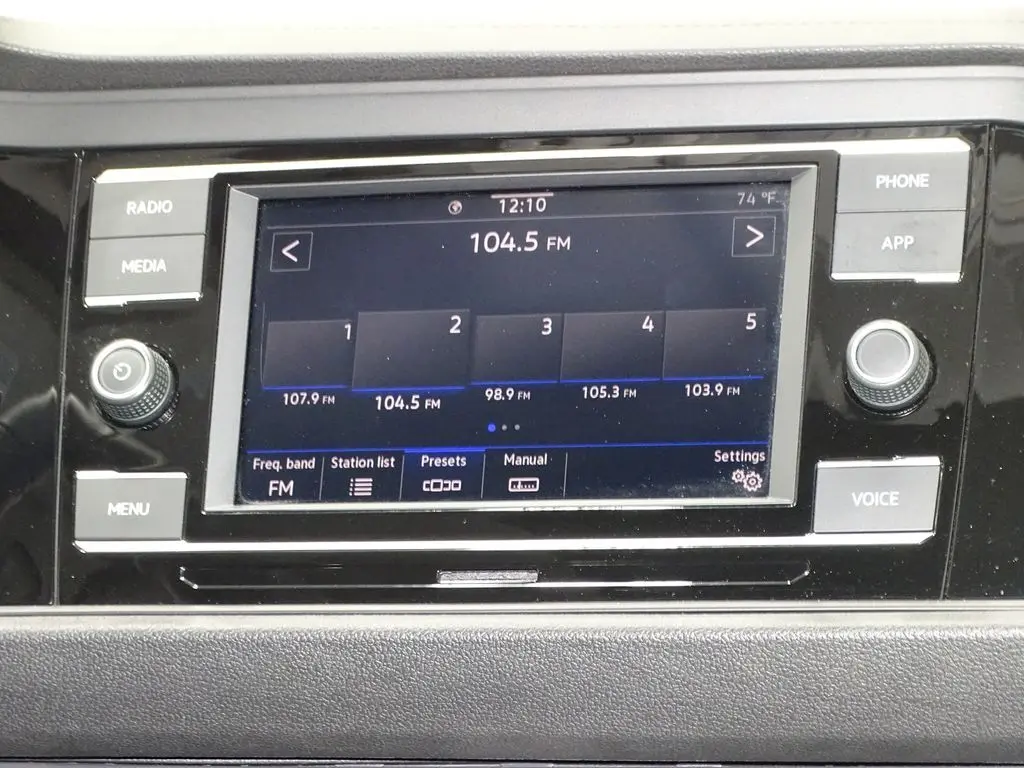 RADIO
MEDIA
MENU
12:10
74 °F
<
104.5 FM
>
1
2
3
4
5
107.9 FM
104.5 FM
98.9 FM
105.3 FM
103.9 FM
Freq. band
Station list
Presets
Manual
Settings
FM
PHONE
APP
VOICE